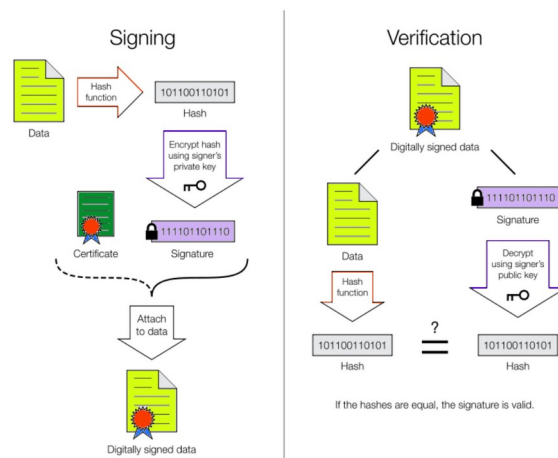 Signing
Data
Hash
function
101100110101
Hash
Encrypt hash
using signer's
private key
Certificate
111101101110
Signature
Attach
to data
Digitally signed data
Verification
Digitally signed data
Data
111101101110
Signature
Hash
function
Decrypt
using signer's
public key
101100110101
Hash
?
=
101100110101
Hash
If the hashes are equal, the signature is valid.